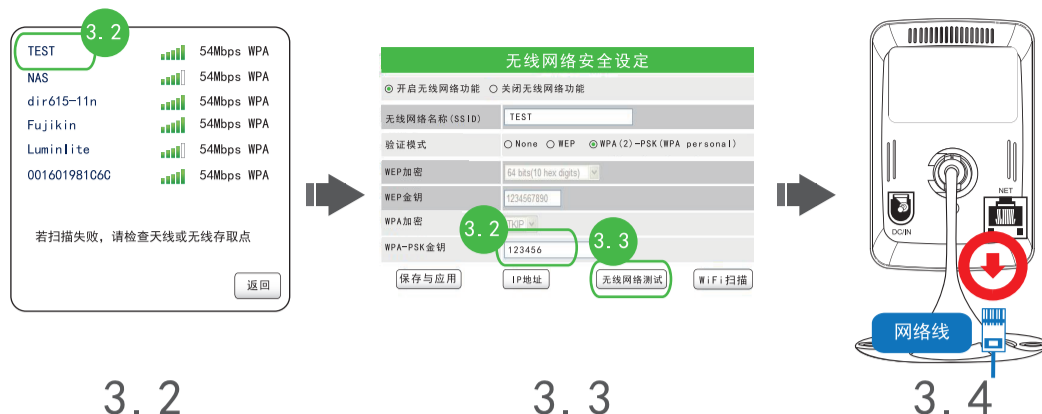 3.2
TEST 54Mbps WPA
NAS 54Mbps WPA
dir615-11n 54Mbps WPA
Fujikin 54Mbps WPA
Luminlite 54Mbps WPA
001601981C6C 54Mbps WPA
若扫描失败，请检查天线或无线存取点
返回
3.2
无线网络安全设定
开启无线网络功能 关闭无线网络功能
无线网络名称(SSID) TEST
验证模式 None WEP WPA(2)-PSK(WPA personal)
WEP加密 64 bits(10 hex digits)
WEP金钥 1234567890
WPA加密 TKIP
3.2
3.3
WPA-PSK金钥 123456
保存与应用 IP地址 无线网络测试 WiFi扫描
3.3
DC/IN
NET
网络线
3.4